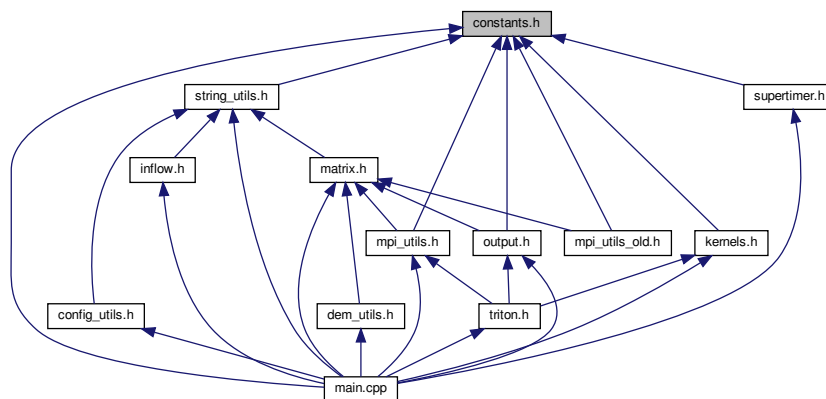 constants.h
string_utils.h
supertimer.h
inflow.h
matrix.h
mpi_utils.h
output.h
mpi_utils_old.h
kernels.h
config_utils.h
dem_utils.h
triton.h
main.cpp